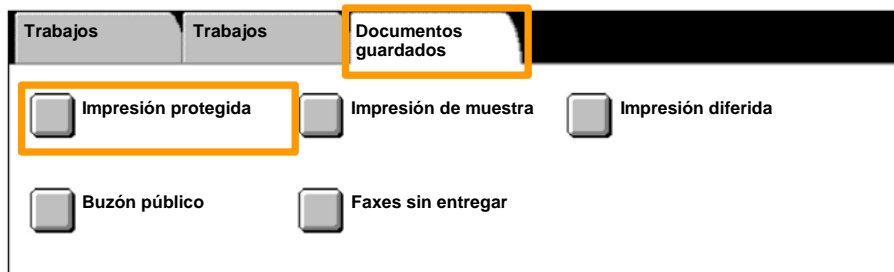 Trabajos
Trabajos
Documentos
guardados
Impresión protegida
Impresión de muestra
Impresión diferida
Buzón público
Faxes sin entregar